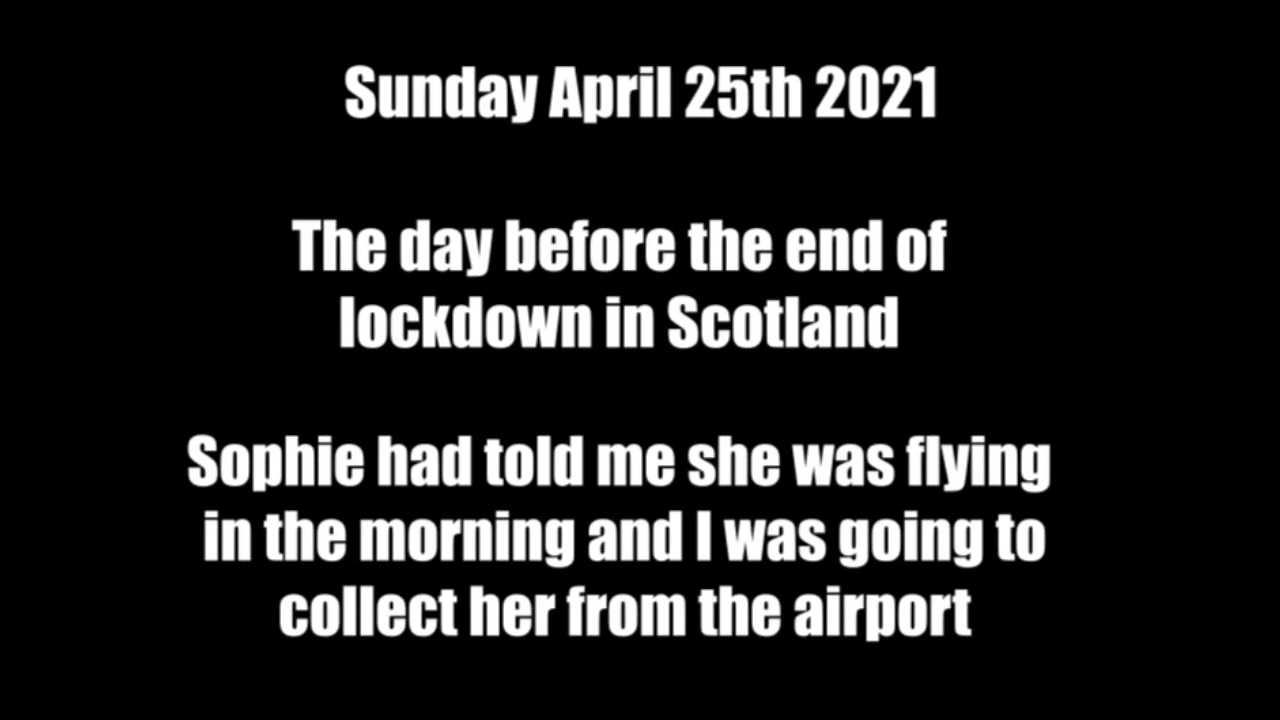 Sunday April 25th 2021
The day before the end of
lockdown in Scotland
Sophie had told me she was flying
in the morning and I was going to
collect her from the airport